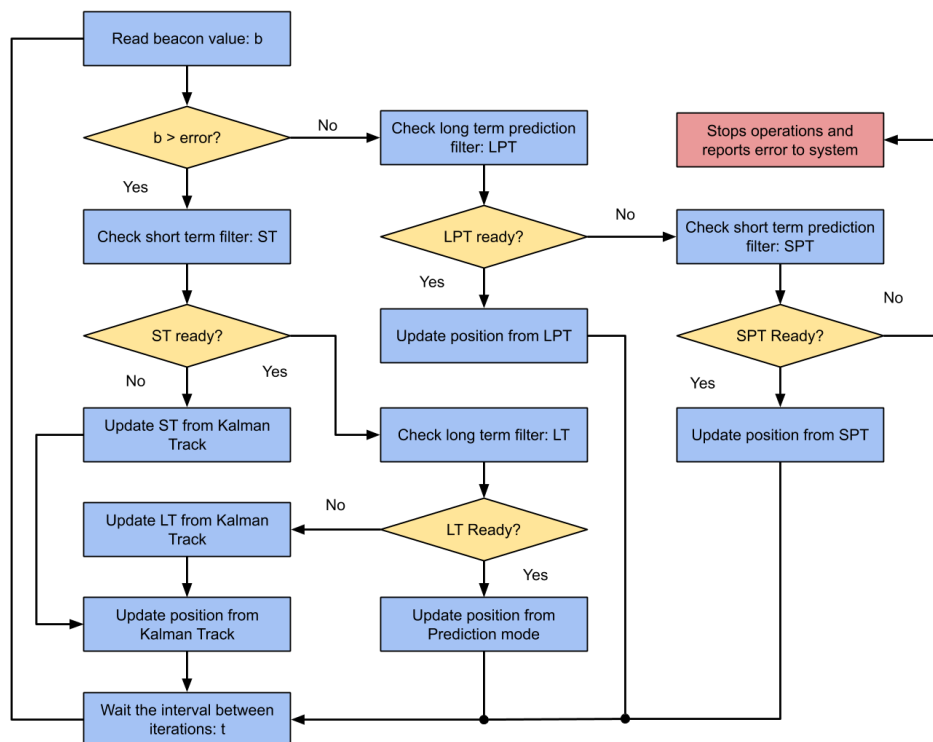 Read beacon value: b
b > error?
No
Check long term prediction
filter: LPT
Stops operations and
reports error to system
Yes
Check short term filter: ST
LPT ready?
No
Check short term prediction
filter: SPT
Yes
No
ST ready?
Update position from LPT
SPT Ready?
Yes
No
Yes
Update ST from Kalman
Track
Check long term filter: LT
Update position from SPT
No
Update LT from Kalman
Track
LT Ready?
Yes
Update position from
Kalman Track
Update position from
Prediction mode
Wait the interval between
iterations: t